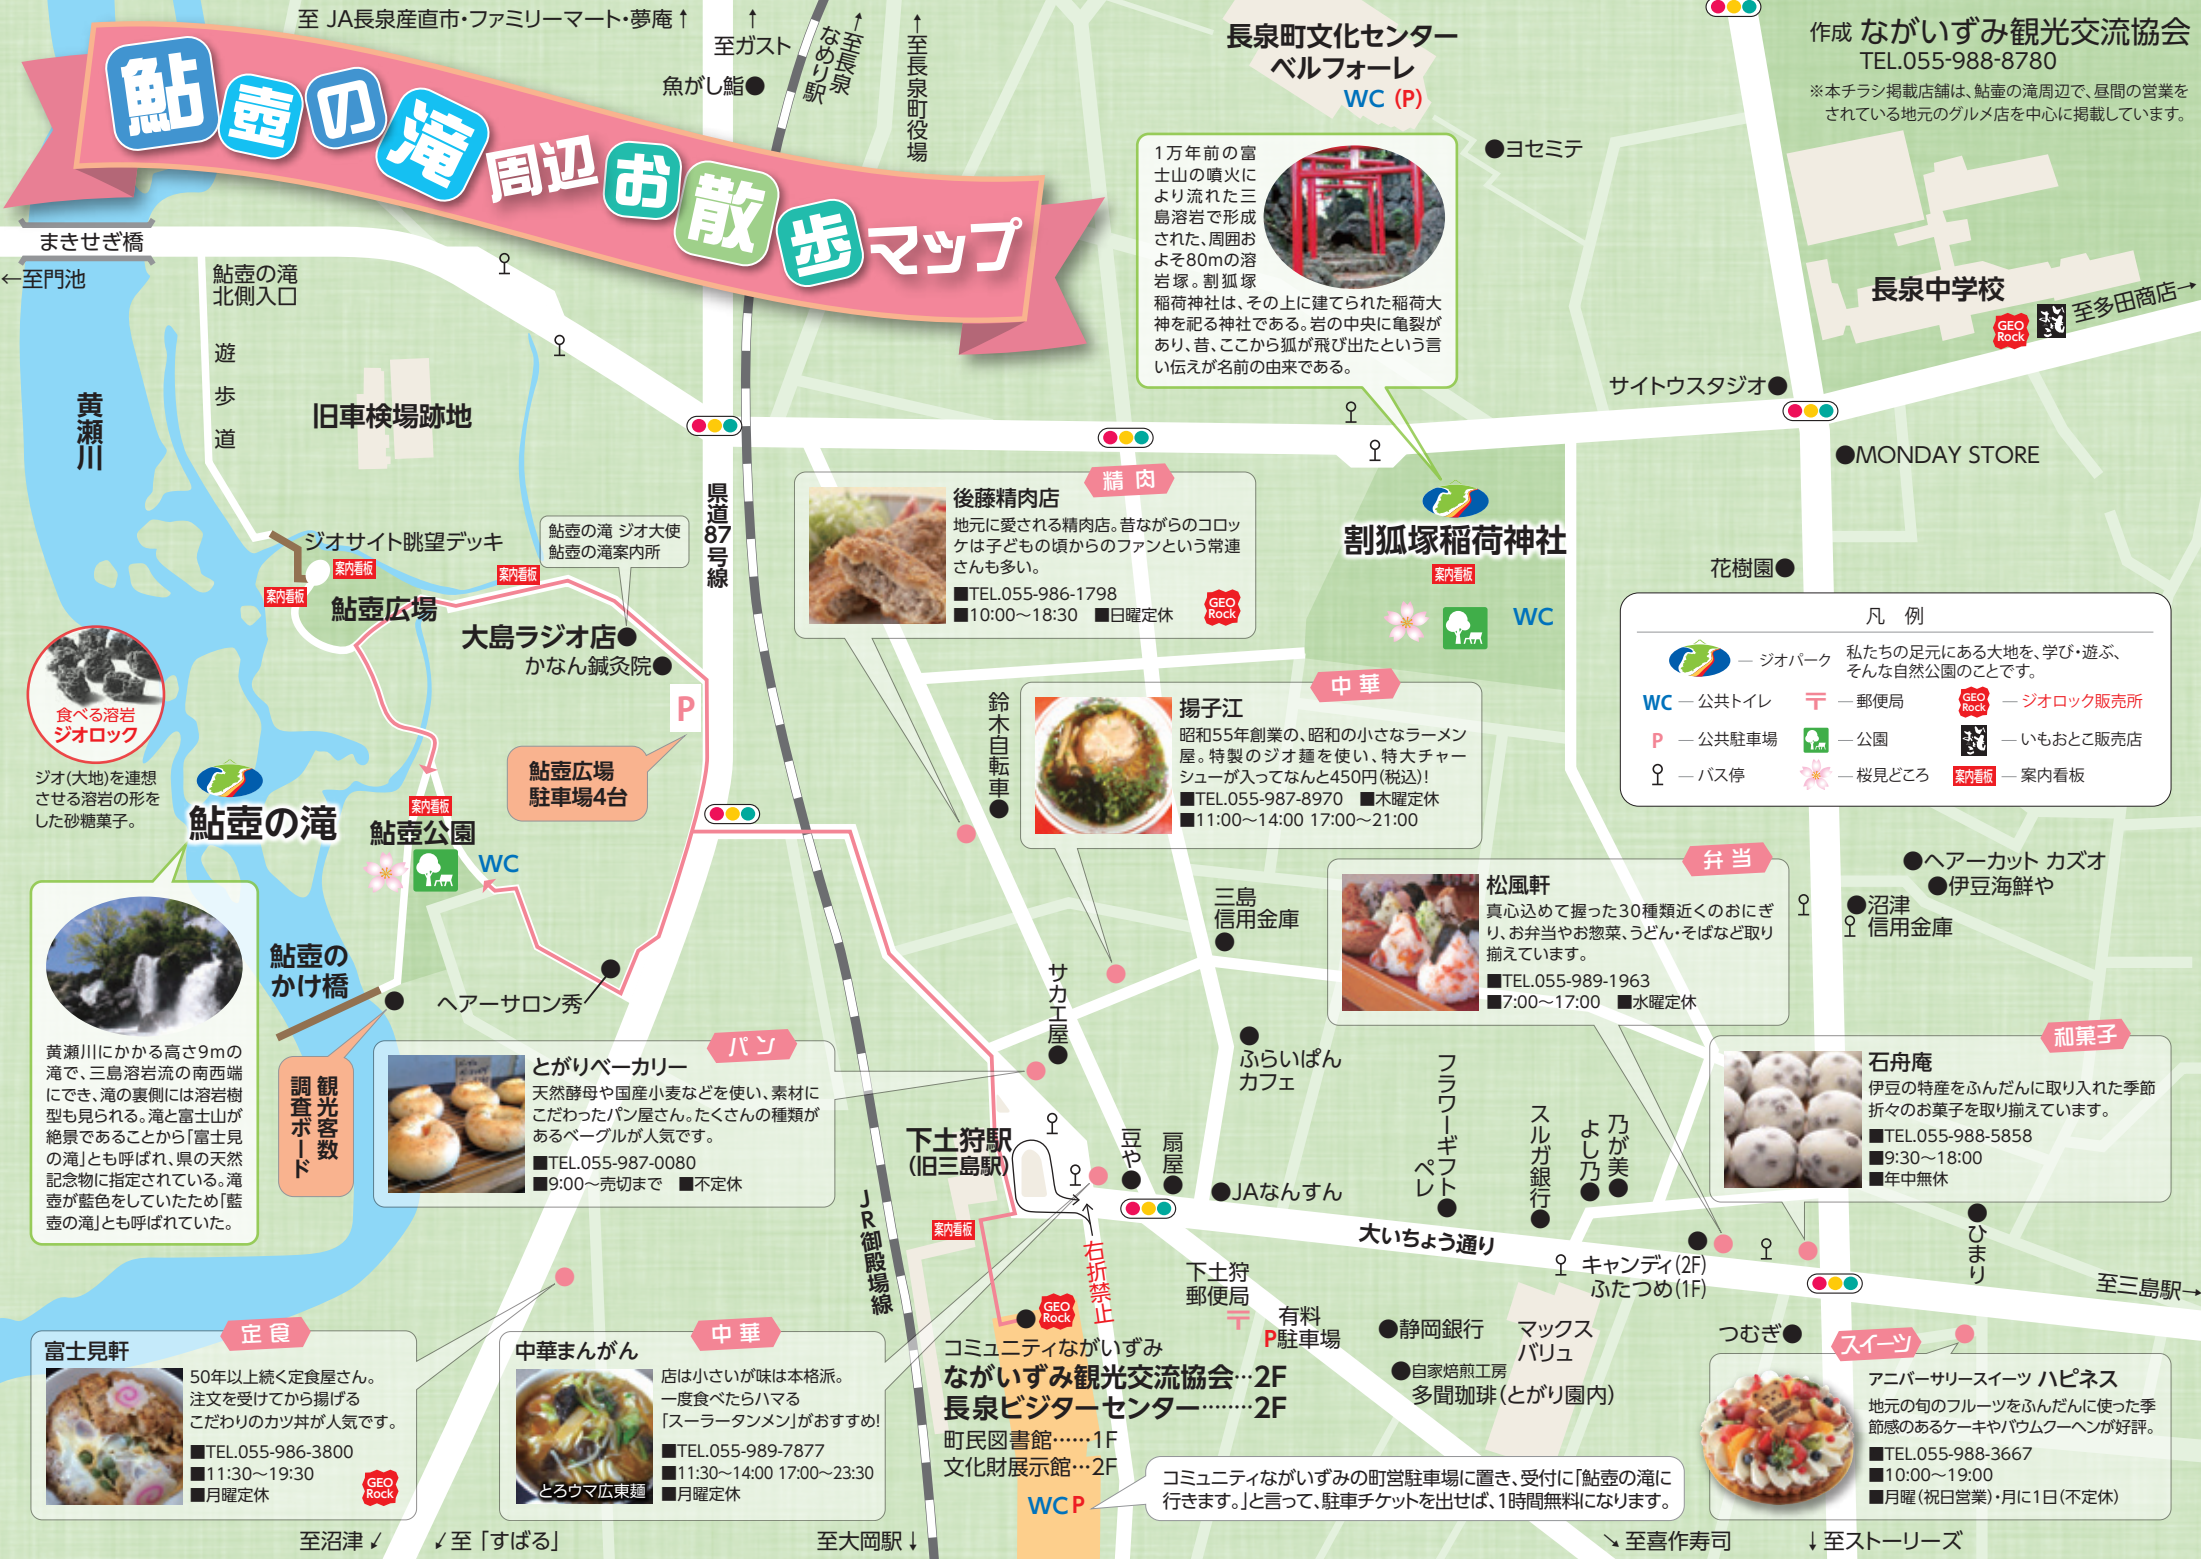 至 JA長泉産直市・ファミリーマート・夢庵↑
↑
至ガスト
魚がし鮨●
↑至長泉
なめり駅
↑至長泉町役場
鮎壺の滝周辺お散歩マップ
長泉町文化センター
ベルフォーレ
WC (P)
作成 ながいずみ観光交流協会
TEL.055-988-8780
※本チラシ掲載店舗は、鮎壷の滝周辺で、昼間の営業を
されている地元のグルメ店を中心に掲載しています。
●ヨセミテ
1万年前の富
士山の噴火に
より流れた三
島溶岩で形成
された、周囲お
よそ80mの溶
岩塚。割狐塚
稲荷神社は、その上に建てられた稲荷大
神を祀る神社である。岩の中央に亀裂が
あり、昔、ここから狐が飛び出たという言
い伝えが名前の由来である。
長泉中学校
GEO
Rock
いも
おとこ
至多田商店→
まきせぎ橋
←至門池
鮎壺の滝
北側入口
遊歩道
黄瀬川
旧車検場跡地
サイトウスタジオ●
●MONDAY STORE
県道87号線
ジオサイト眺望デッキ
案内看板
案内看板
案内看板
鮎壺の滝 ジオ大使
鮎壺の滝案内所
鮎壺広場
大島ラジオ店●
かなん鍼灸院●
P
鮎壺広場
駐車場4台
精肉
後藤精肉店
地元に愛される精肉店。昔ながらのコロッ
ケは子どもの頃からのファンという常連
さんも多い。
■TEL.055-986-1798
■10:00〜18:30 ■日曜定休
GEO
Rock
割狐塚稲荷神社
案内看板
WC
花樹園●
凡 例
― ジオパーク
私たちの足元にある大地を、学び・遊ぶ、
そんな自然公園のことです。
WC ― 公共トイレ
〒 ― 郵便局
GEO
Rock
― ジオロック販売所
P ― 公共駐車場
― 公園
いも
おとこ
― いもおとこ販売店
― バス停
― 桜見どころ
案内看板 ― 案内看板
食べる溶岩
ジオロック
ジオ(大地)を連想
させる溶岩の形を
した砂糖菓子。
鮎壺の滝
案内看板
鮎壺公園
WC
鈴木自転車●
中華
揚子江
昭和55年創業の、昭和の小さなラーメン
屋。特製のジオ麺を使い、特大チャー
シューが入ってなんと450円(税込)!
■TEL.055-987-8970 ■木曜定休
■11:00〜14:00 17:00〜21:00
三島
信用金庫
●
弁当
松風軒
真心込めて握った30種類近くのおにぎ
り、お弁当やお惣菜、うどん・そばなど取り
揃えています。
■TEL.055-989-1963
■7:00〜17:00 ■水曜定休
●ヘアーカット カズオ
●伊豆海鮮や
●沼津
信用金庫
黄瀬川にかかる高さ9mの
滝で、三島溶岩流の南西端
にでき、滝の裏側には溶岩樹
型も見られる。滝と富士山が
絶景であることから「富士見
の滝」とも呼ばれ、県の天然
記念物に指定されている。滝
壺が藍色をしていたため「藍
壺の滝」とも呼ばれていた。
鮎壺の
かけ橋
ヘアーサロン秀
観光客数
調査ボード
パン
とがりベーカリー
天然酵母や国産小麦などを使い、素材に
こだわったパン屋さん。たくさんの種類が
あるベーグルが人気です。
■TEL.055-987-0080
■9:00〜売切まで ■不定休
サカエ屋●
●
ふらいぱん
カフェ
和菓子
石舟庵
伊豆の特産をふんだんに取り入れた季節
折々のお菓子を取り揃えています。
■TEL.055-988-5858
■9:30〜18:00
■年中無休
下土狩駅
(旧三島駅)
豆や●
扇屋●
●JAなんすん
フラワーギフト
ペレ●
スルガ銀行●
よし乃●
乃が美●
大いちょう通り
キャンディ(2F)
ふたつめ(1F)
●ひまり
至三島駅→
JR御殿場線
案内看板
右折禁止
下土狩
郵便局
〒
有料
P駐車場
●静岡銀行
●自家焙煎工房
多聞珈琲(とがり園内)
マックス
バリュ
つむぎ●
GEO
Rock
コミュニティながいずみ
ながいずみ観光交流協会…2F
長泉ビジターセンター………2F
町民図書館……1F
文化財展示館…2F
WC P
コミュニティながいずみの町営駐車場に置き、受付に「鮎壺の滝に
行きます。」と言って、駐車チケットを出せば、1時間無料になります。
定食
富士見軒
50年以上続く定食屋さん。
注文を受けてから揚げる
こだわりのカツ丼が人気です。
■TEL.055-986-3800
■11:30〜19:30
■月曜定休
GEO
Rock
中華
中華まんがん
店は小さいが味は本格派。
一度食べたらハマる
「スーラータンメン」がおすすめ!
■TEL.055-989-7877
■11:30〜14:00 17:00〜23:30
■月曜定休
とろウマ広東麺
スイーツ
アニバーサリースイーツ ハピネス
地元の旬のフルーツをふんだんに使った季
節感のあるケーキやバウムクーヘンが好評。
■TEL.055-988-3667
■10:00〜19:00
■月曜(祝日営業)・月に1日(不定休)
至沼津↙
↙至「すばる」
至大岡駅↓
↘至喜作寿司
↓至ストーリーズ